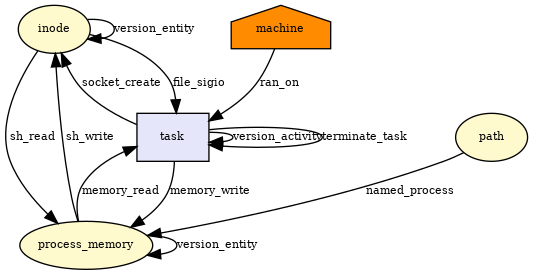 inode
version_entity
machine
socket_create
file_sigio
ran_on
sh_read
sh_write
task
version_activity
terminate_task
path
memory_read
memory_write
named_process
process_memory
version_entity